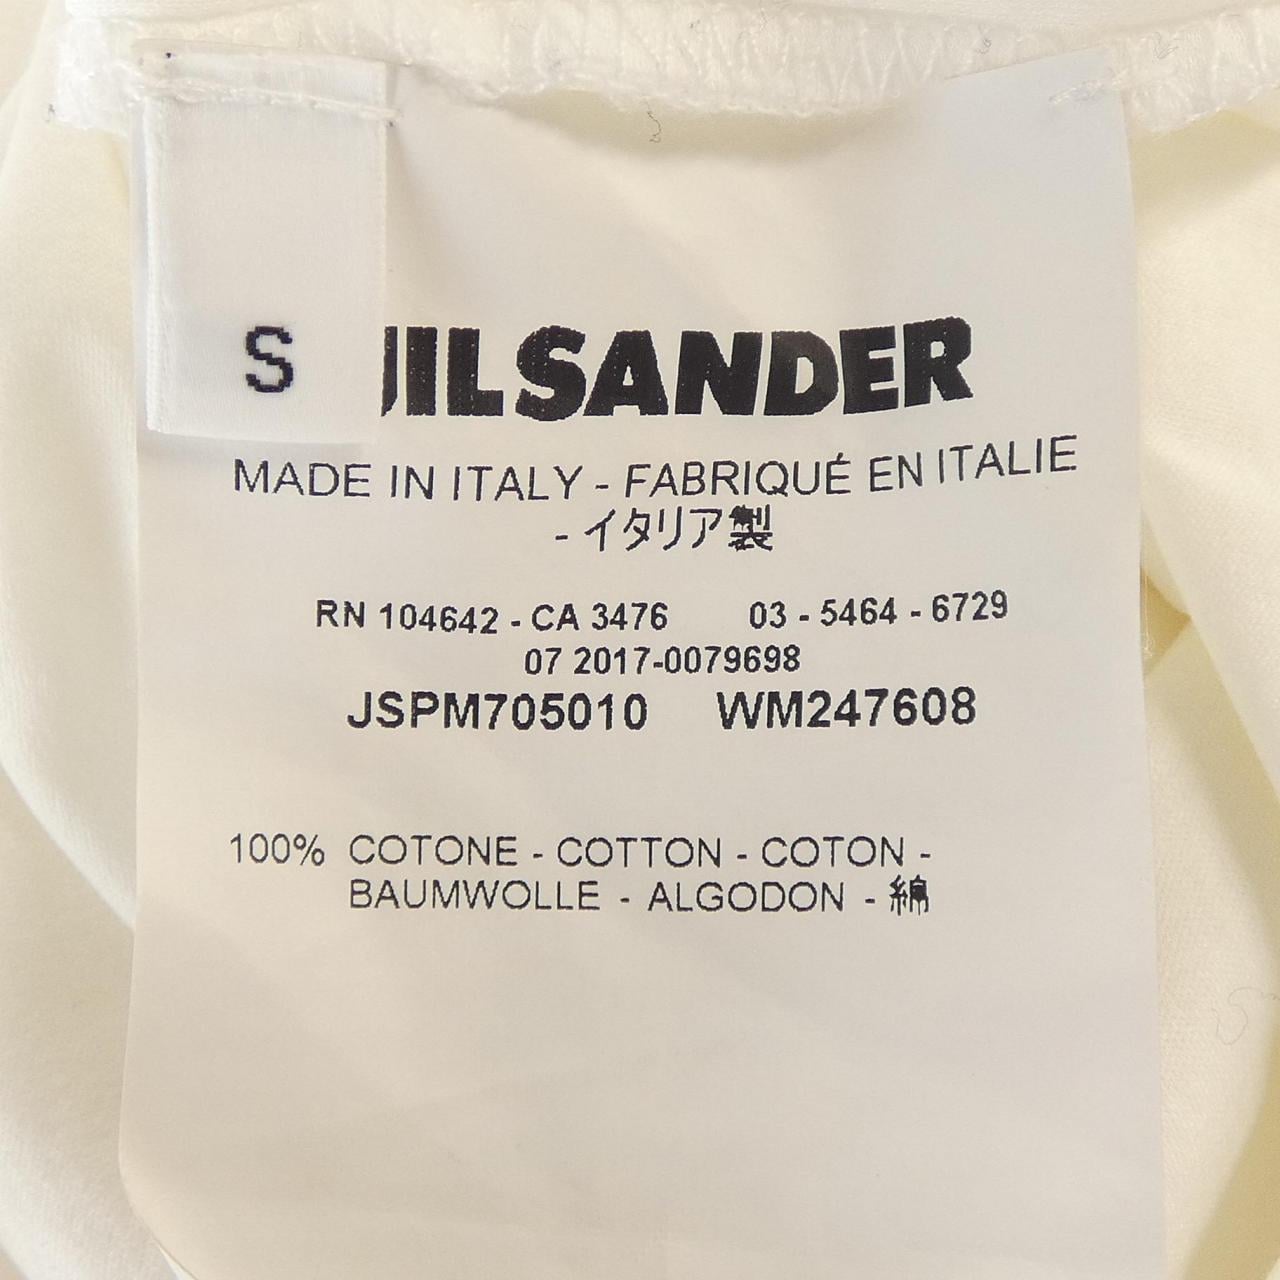 S
JILSANDER
MADE IN ITALY - FABRIQUÉ EN ITALIE
- イタリア製
RN 104642 - CA 3476 03 - 5464 - 6729
07 2017-0079698
JSPM705010 WM247608
100% COTONE - COTTON - COTON -
BAUMWOLLE - ALGODON - 綿